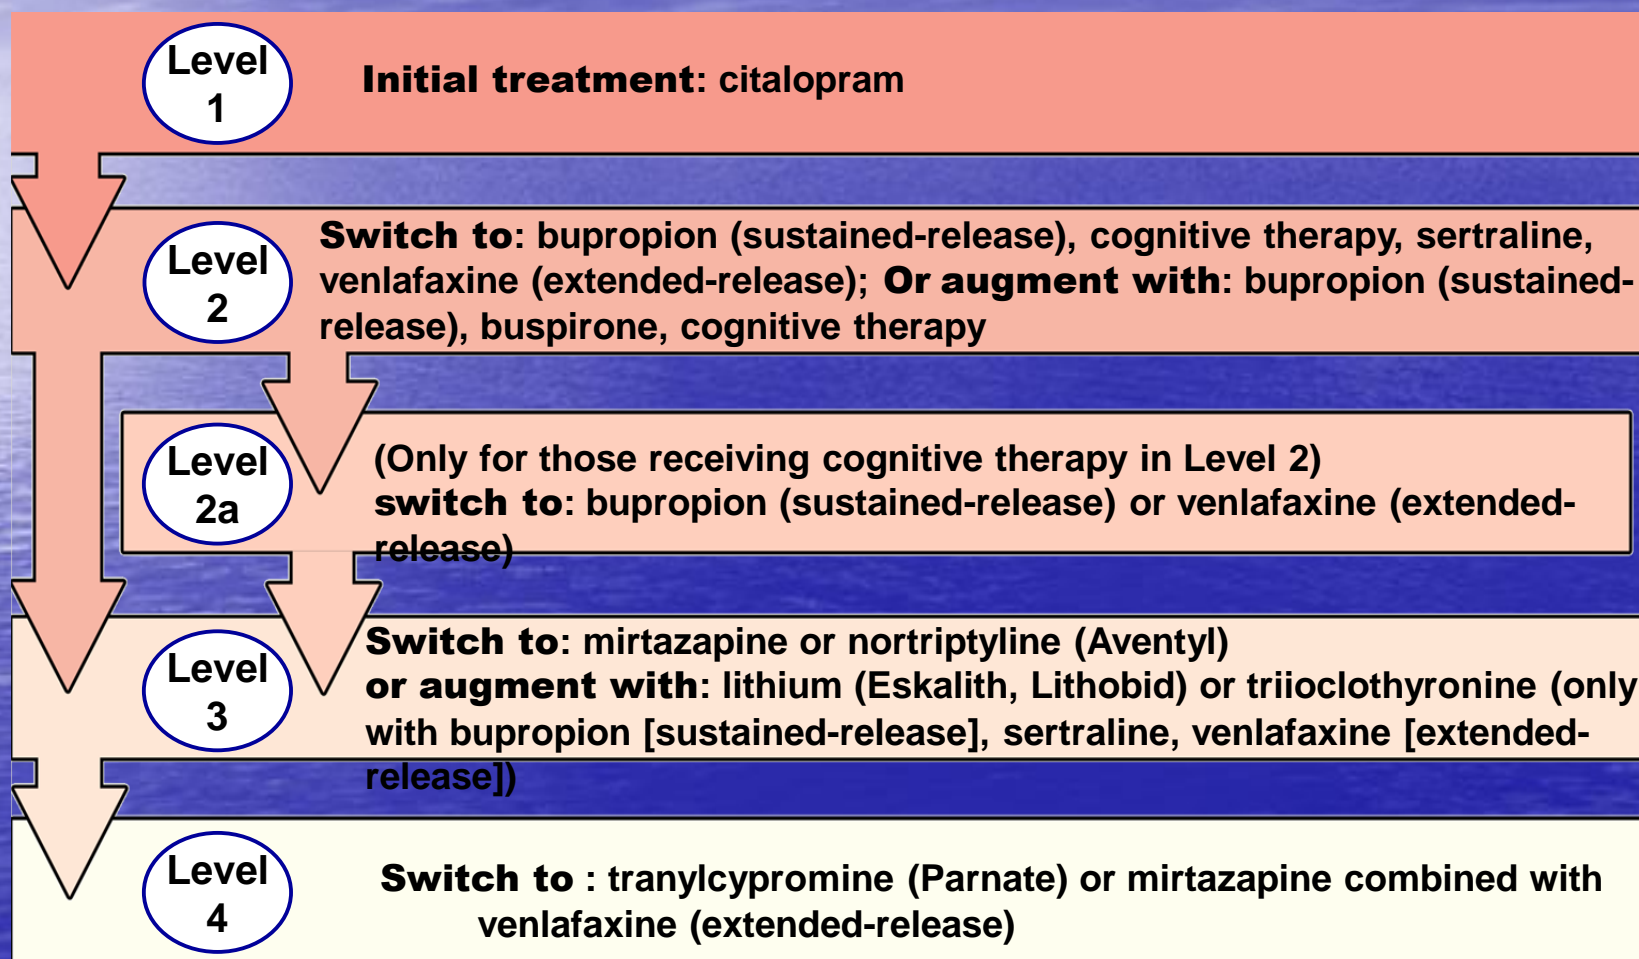 Level
1
Initial treatment: citalopram
Level
2
Switch to: bupropion (sustained-release), cognitive therapy, sertraline,
venlafaxine (extended-release); Or augment with: bupropion (sustained-
release), buspirone, cognitive therapy
Level
2a
(Only for those receiving cognitive therapy in Level 2)
switch to: bupropion (sustained-release) or venlafaxine (extended-
release)
Level
3
Switch to: mirtazapine or nortriptyline (Aventyl)
or augment with: lithium (Eskalith, Lithobid) or triioclothyronine (only
with bupropion [sustained-release], sertraline, venlafaxine [extended-
release])
Level
4
Switch to : tranylcypromine (Parnate) or mirtazapine combined with
venlafaxine (extended-release)